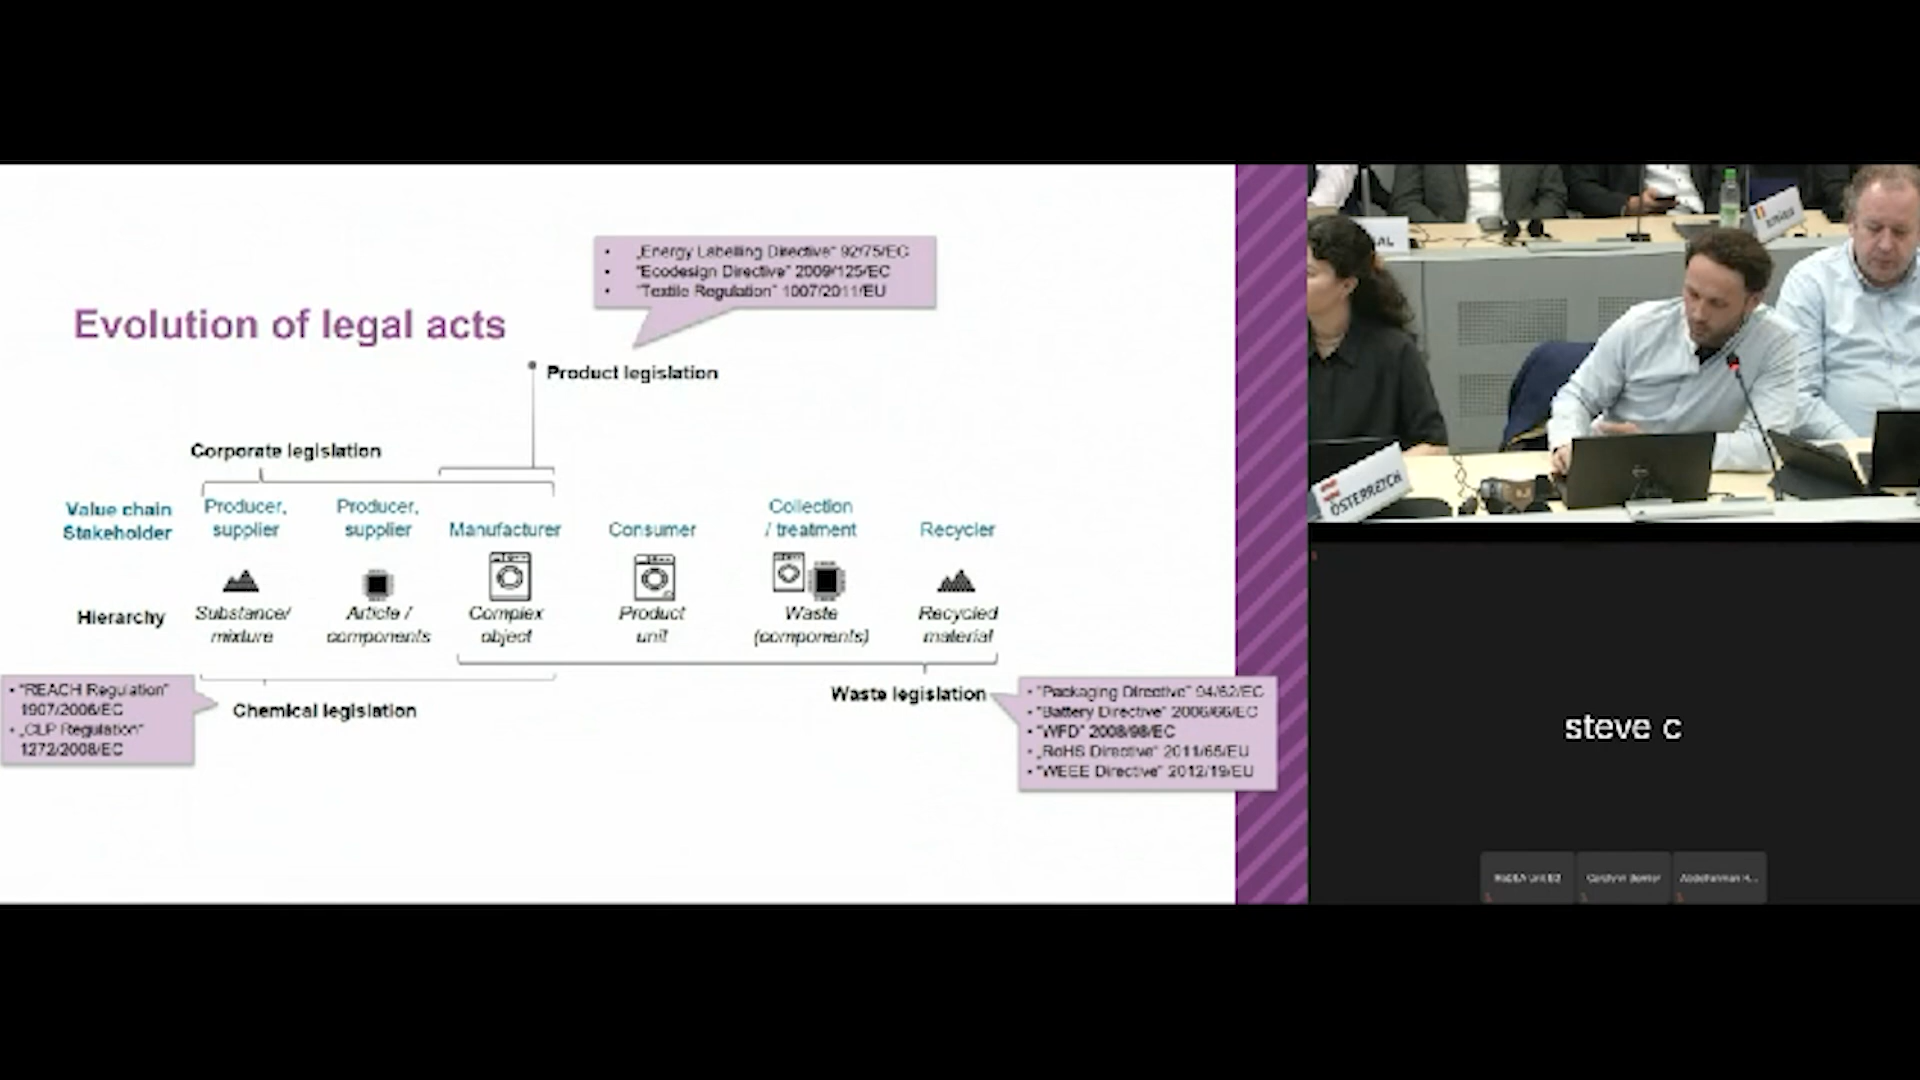 • „Energy Labelling Directive" 92/75/EC
• "Ecodesign Directive" 2009/125/EC
• "Textile Regulation" 1007/2011/EU
Evolution of legal acts
Product legislation
Corporate legislation
Value chain
Stakeholder
Producer,
supplier
Producer,
supplier
Manufacturer
Consumer
Collection
/ treatment
Recycler
Hierarchy
Substance/
mixture
Article /
components
Complex
object
Product
unit
Waste
(components)
Recycled
material
• "REACH Regulation"
1907/2006/EC
• „CLP Regulation"
1272/2008/EC
Chemical legislation
Waste legislation
• "Packaging Directive" 94/62/EC
• "Battery Directive" 2006/66/EC
• "WFD" 2008/98/EC
• „RoHS Directive" 2011/65/EU
• "WEEE Directive" 2012/19/EU
ÖSTERREICH
steve c